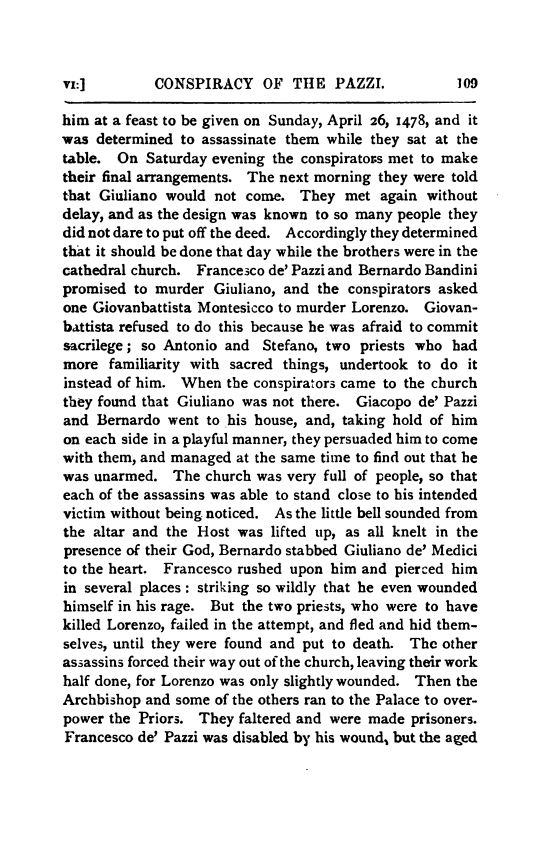 VI:] CONSPIRACY OF THE PAZZI. 109
him at a feast to be given on Sunday, April 26, 1478, and it
was determined to assassinate them while they sat at the
table. On Saturday evening the conspirators met to make
their final arrangements. The next morning they were told
that Giuliano would not come. They met again without
delay, and as the design was known to so many people they
did not dare to put off the deed. Accordingly they determined
that it should be done that day while the brothers were in the
cathedral church. Francesco de' Pazzi and Bernardo Bandini
promised to murder Giuliano, and the conspirators asked
one Giovanbattista Montesicco to murder Lorenzo. Giovan-
battista refused to do this because he was afraid to commit
sacrilege; so Antonio and Stefano, two priests who had
more familiarity with sacred things, undertook to do it
instead of him. When the conspirators came to the church
they found that Giuliano was not there. Giacopo de' Pazzi
and Bernardo went to his house, and, taking hold of him
on each side in a playful manner, they persuaded him to come
with them, and managed at the same time to find out that he
was unarmed. The church was very full of people, so that
each of the assassins was able to stand close to his intended
victim without being noticed. As the little bell sounded from
the altar and the Host was lifted up, as all knelt in the
presence of their God, Bernardo stabbed Giuliano de' Medici
to the heart. Francesco rushed upon him and pierced him
in several places: striking so wildly that he even wounded
himself in his rage. But the two priests, who were to have
killed Lorenzo, failed in the attempt, and fled and hid them-
selves, until they were found and put to death. The other
assassins forced their way out of the church, leaving their work
half done, for Lorenzo was only slightly wounded. Then the
Archbishop and some of the others ran to the Palace to over-
power the Priors. They faltered and were made prisoners.
Francesco de' Pazzi was disabled by his wound, but the aged